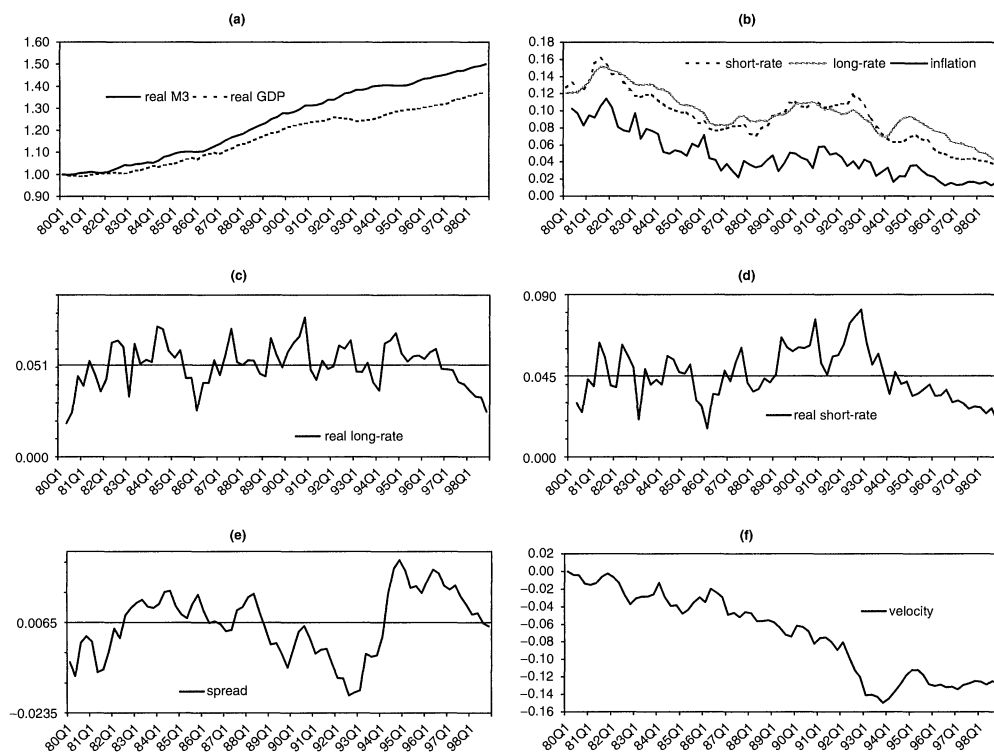 (a)
1.60
1.50
1.40
1.30
1.20
1.10
1.00
0.90
real M3
real GDP
80Q1 81Q1 82Q1 83Q1 84Q1 85Q1 86Q1 87Q1 88Q1 89Q1 90Q1 91Q1 92Q1 93Q1 94Q1 95Q1 96Q1 97Q1 98Q1
(b)
0.18
0.16
0.14
0.12
0.10
0.08
0.06
0.04
0.02
0.00
short-rate
long-rate
inflation
80Q1 81Q1 82Q1 83Q1 84Q1 85Q1 86Q1 87Q1 88Q1 89Q1 90Q1 91Q1 92Q1 93Q1 94Q1 95Q1 96Q1 97Q1 98Q1
(c)
0.051
0.000
real long-rate
80Q1 81Q1 82Q1 83Q1 84Q1 85Q1 86Q1 87Q1 88Q1 89Q1 90Q1 91Q1 92Q1 93Q1 94Q1 95Q1 96Q1 97Q1 98Q1
(d)
0.090
0.045
0.000
real short-rate
80Q1 81Q1 82Q1 83Q1 84Q1 85Q1 86Q1 87Q1 88Q1 89Q1 90Q1 91Q1 92Q1 93Q1 94Q1 95Q1 96Q1 97Q1 98Q1
(e)
0.0065
−0.0235
spread
80Q1 81Q1 82Q1 83Q1 84Q1 85Q1 86Q1 87Q1 88Q1 89Q1 90Q1 91Q1 92Q1 93Q1 94Q1 95Q1 96Q1 97Q1 98Q1
(f)
0.02
0.00
−0.02
−0.04
−0.06
−0.08
−0.10
−0.12
−0.14
−0.16
velocity
80Q1 81Q1 82Q1 83Q1 84Q1 85Q1 86Q1 87Q1 88Q1 89Q1 90Q1 91Q1 92Q1 93Q1 94Q1 95Q1 96Q1 97Q1 98Q1